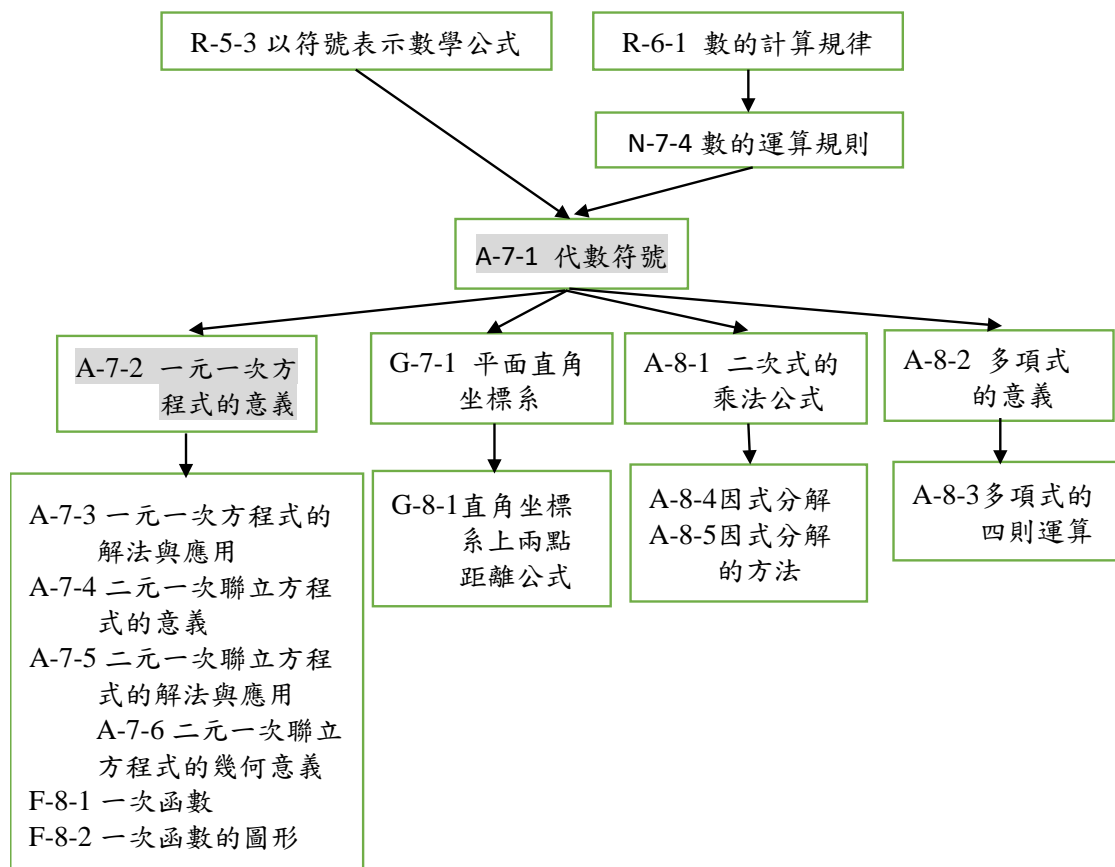 R-5-3 以符號表示數學公式
R-6-1 數的計算規律
N-7-4 數的運算規則
A-7-1 代數符號
A-7-2 一元一次方
程式的意義
G-7-1 平面直角
坐標系
A-8-1 二次式的
乘法公式
A-8-2 多項式
的意義
A-7-3 一元一次方程式的
解法與應用
A-7-4 二元一次聯立方程
式的意義
A-7-5 二元一次聯立方程
式的解法與應用
A-7-6 二元一次聯立
方程式的幾何意義
F-8-1 一次函數
F-8-2 一次函數的圖形
G-8-1直角坐標
系上兩點
距離公式
A-8-4因式分解
A-8-5因式分解
的方法
A-8-3多項式的
四則運算